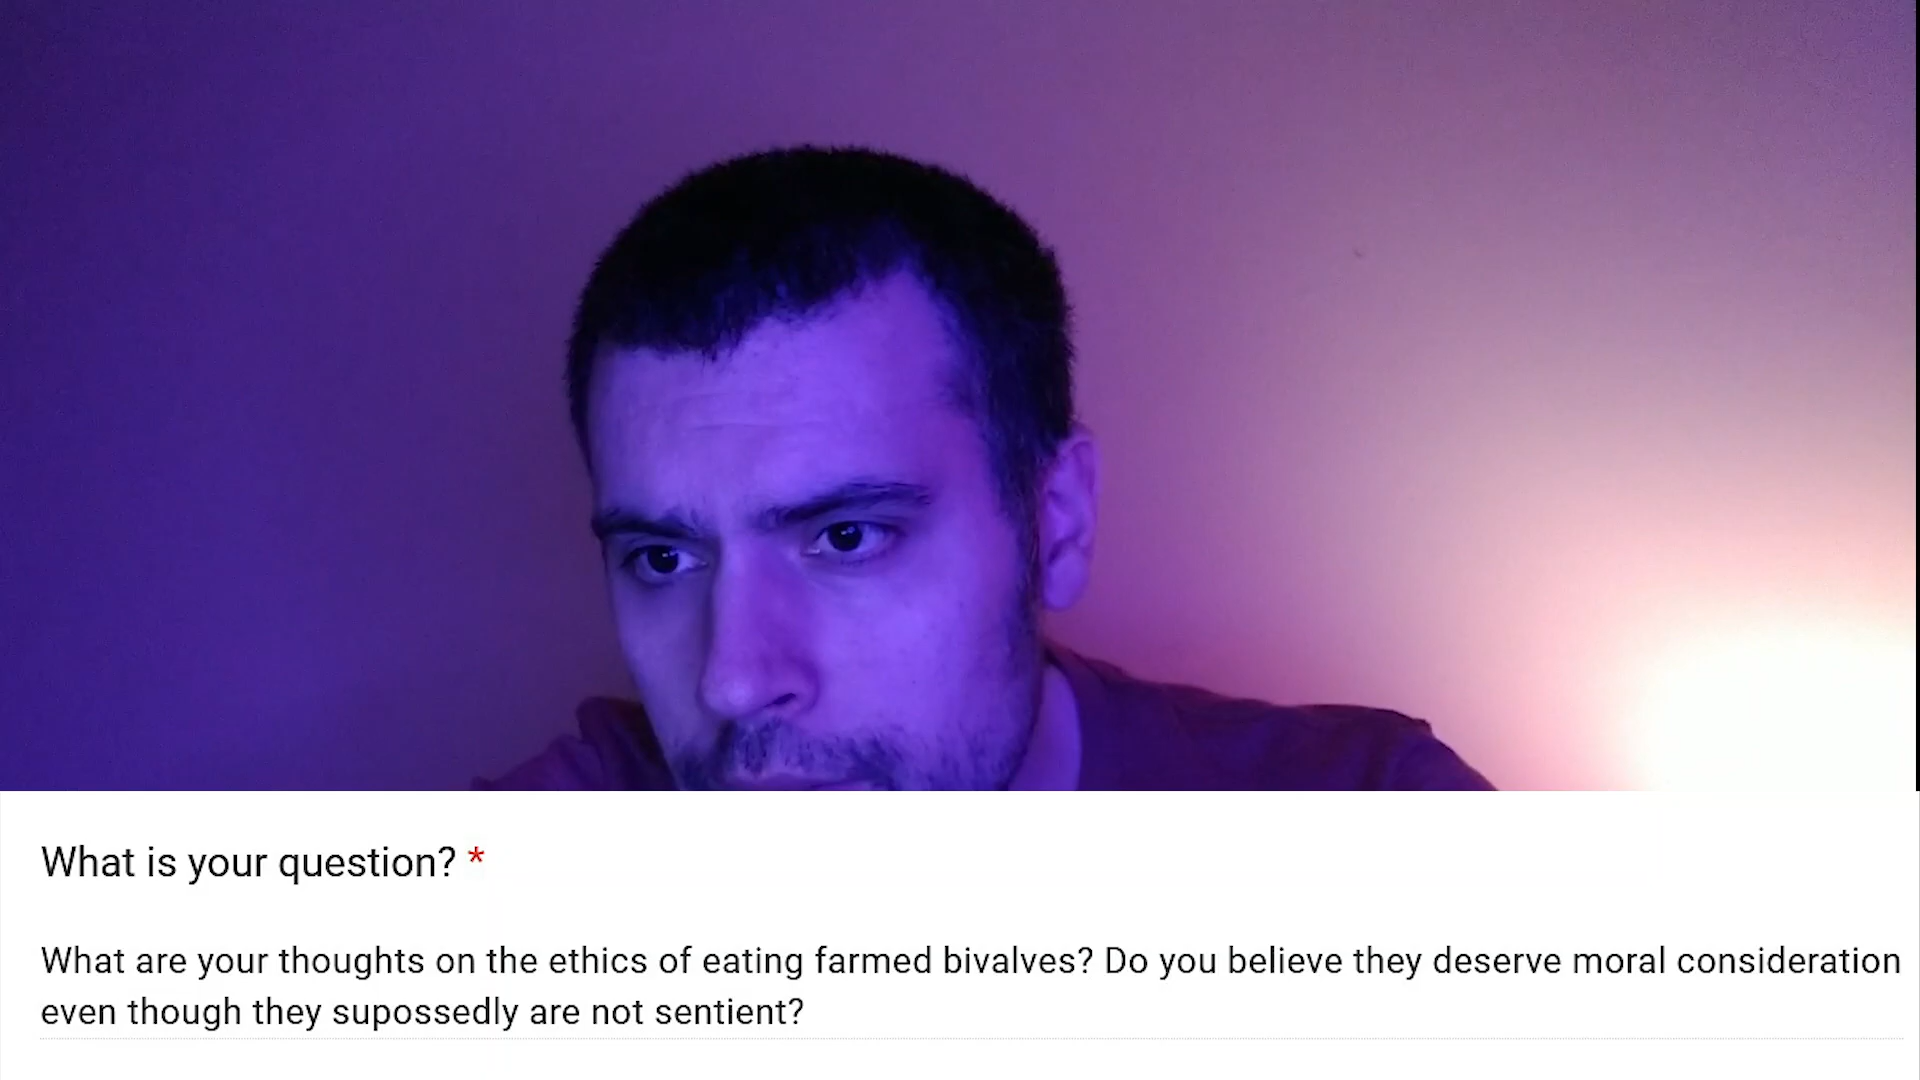 What is your question? *
What are your thoughts on the ethics of eating farmed bivalves? Do you believe they deserve moral consideration
even though they supossedly are not sentient?